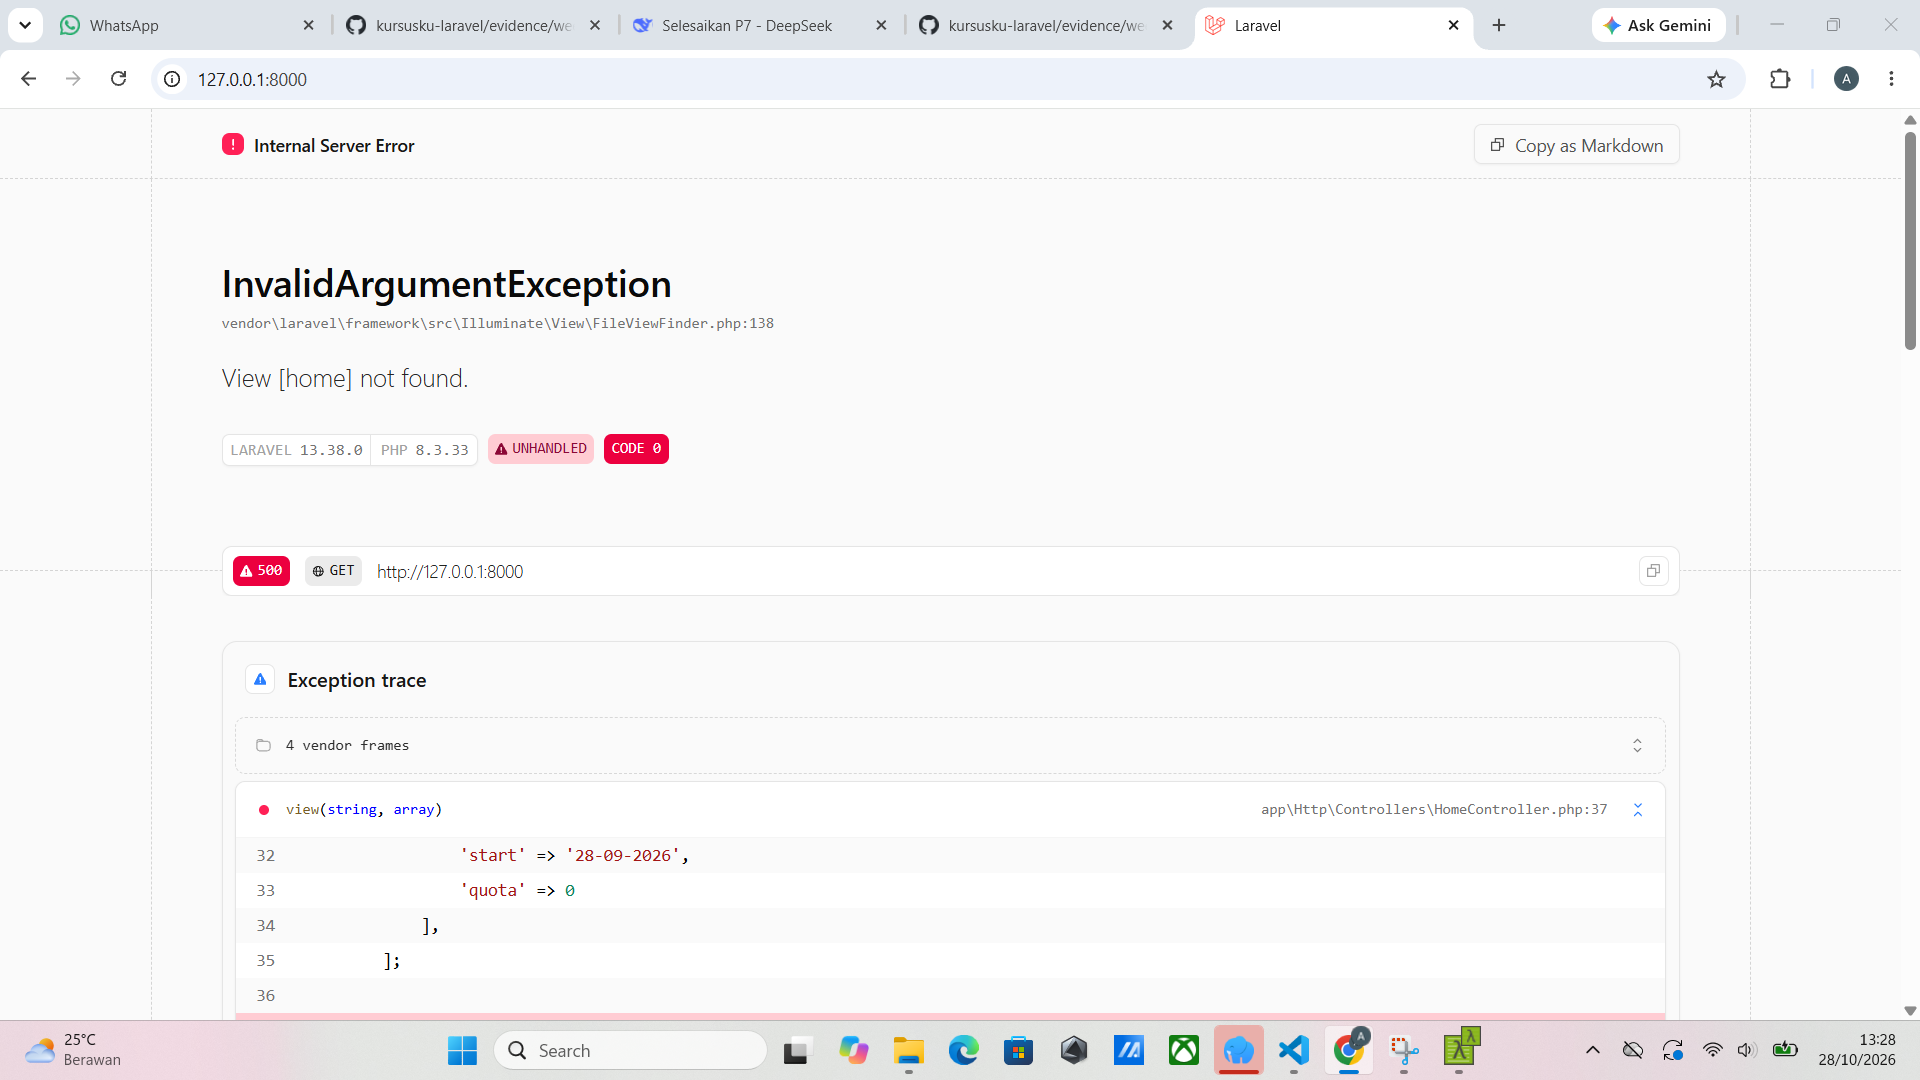 WhatsApp
kursusku-laravel/evidence/we
Selesaikan P7 - DeepSeek
kursusku-laravel/evidence/we
Laravel
Ask Gemini
127.0.0.1:8000
A
! Internal Server Error
Copy as Markdown
InvalidArgumentException
vendor\laravel\framework\src\Illuminate\View\FileViewFinder.php:138
View [home] not found.
LARAVEL 13.38.0 PHP 8.3.33 UNHANDLED CODE 0
500 GET http://127.0.0.1:8000
Exception trace
4 vendor frames
view(string, array) app\Http\Controllers\HomeController.php:37
32 'start' => '28-09-2026',
33 'quota' => 0
34 ],
35 ];
36
25°C
Berawan
Search
A
13:28
28/10/2026